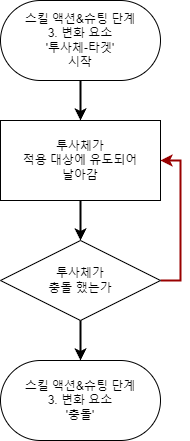 스킬 액션&슈팅 단계
3. 변화 요소
'투사체-타겟'
시작
투사체가
적용 대상에 유도되어
날아감
투사체가
충돌 했는가
스킬 액션&슈팅 단계
3. 변화 요소
'충돌'